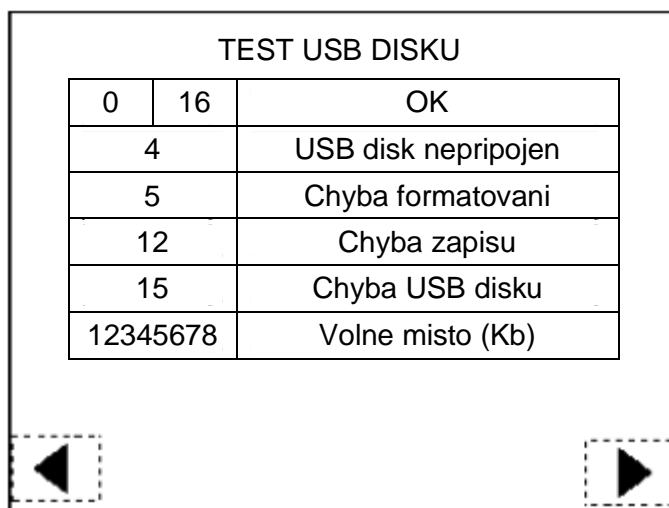 TEST USB DISKU
0 16 OK
4 USB disk nepripojen
5 Chyba formatovani
12 Chyba zapisu
15 Chyba USB disku
12345678 Volne misto (Kb)